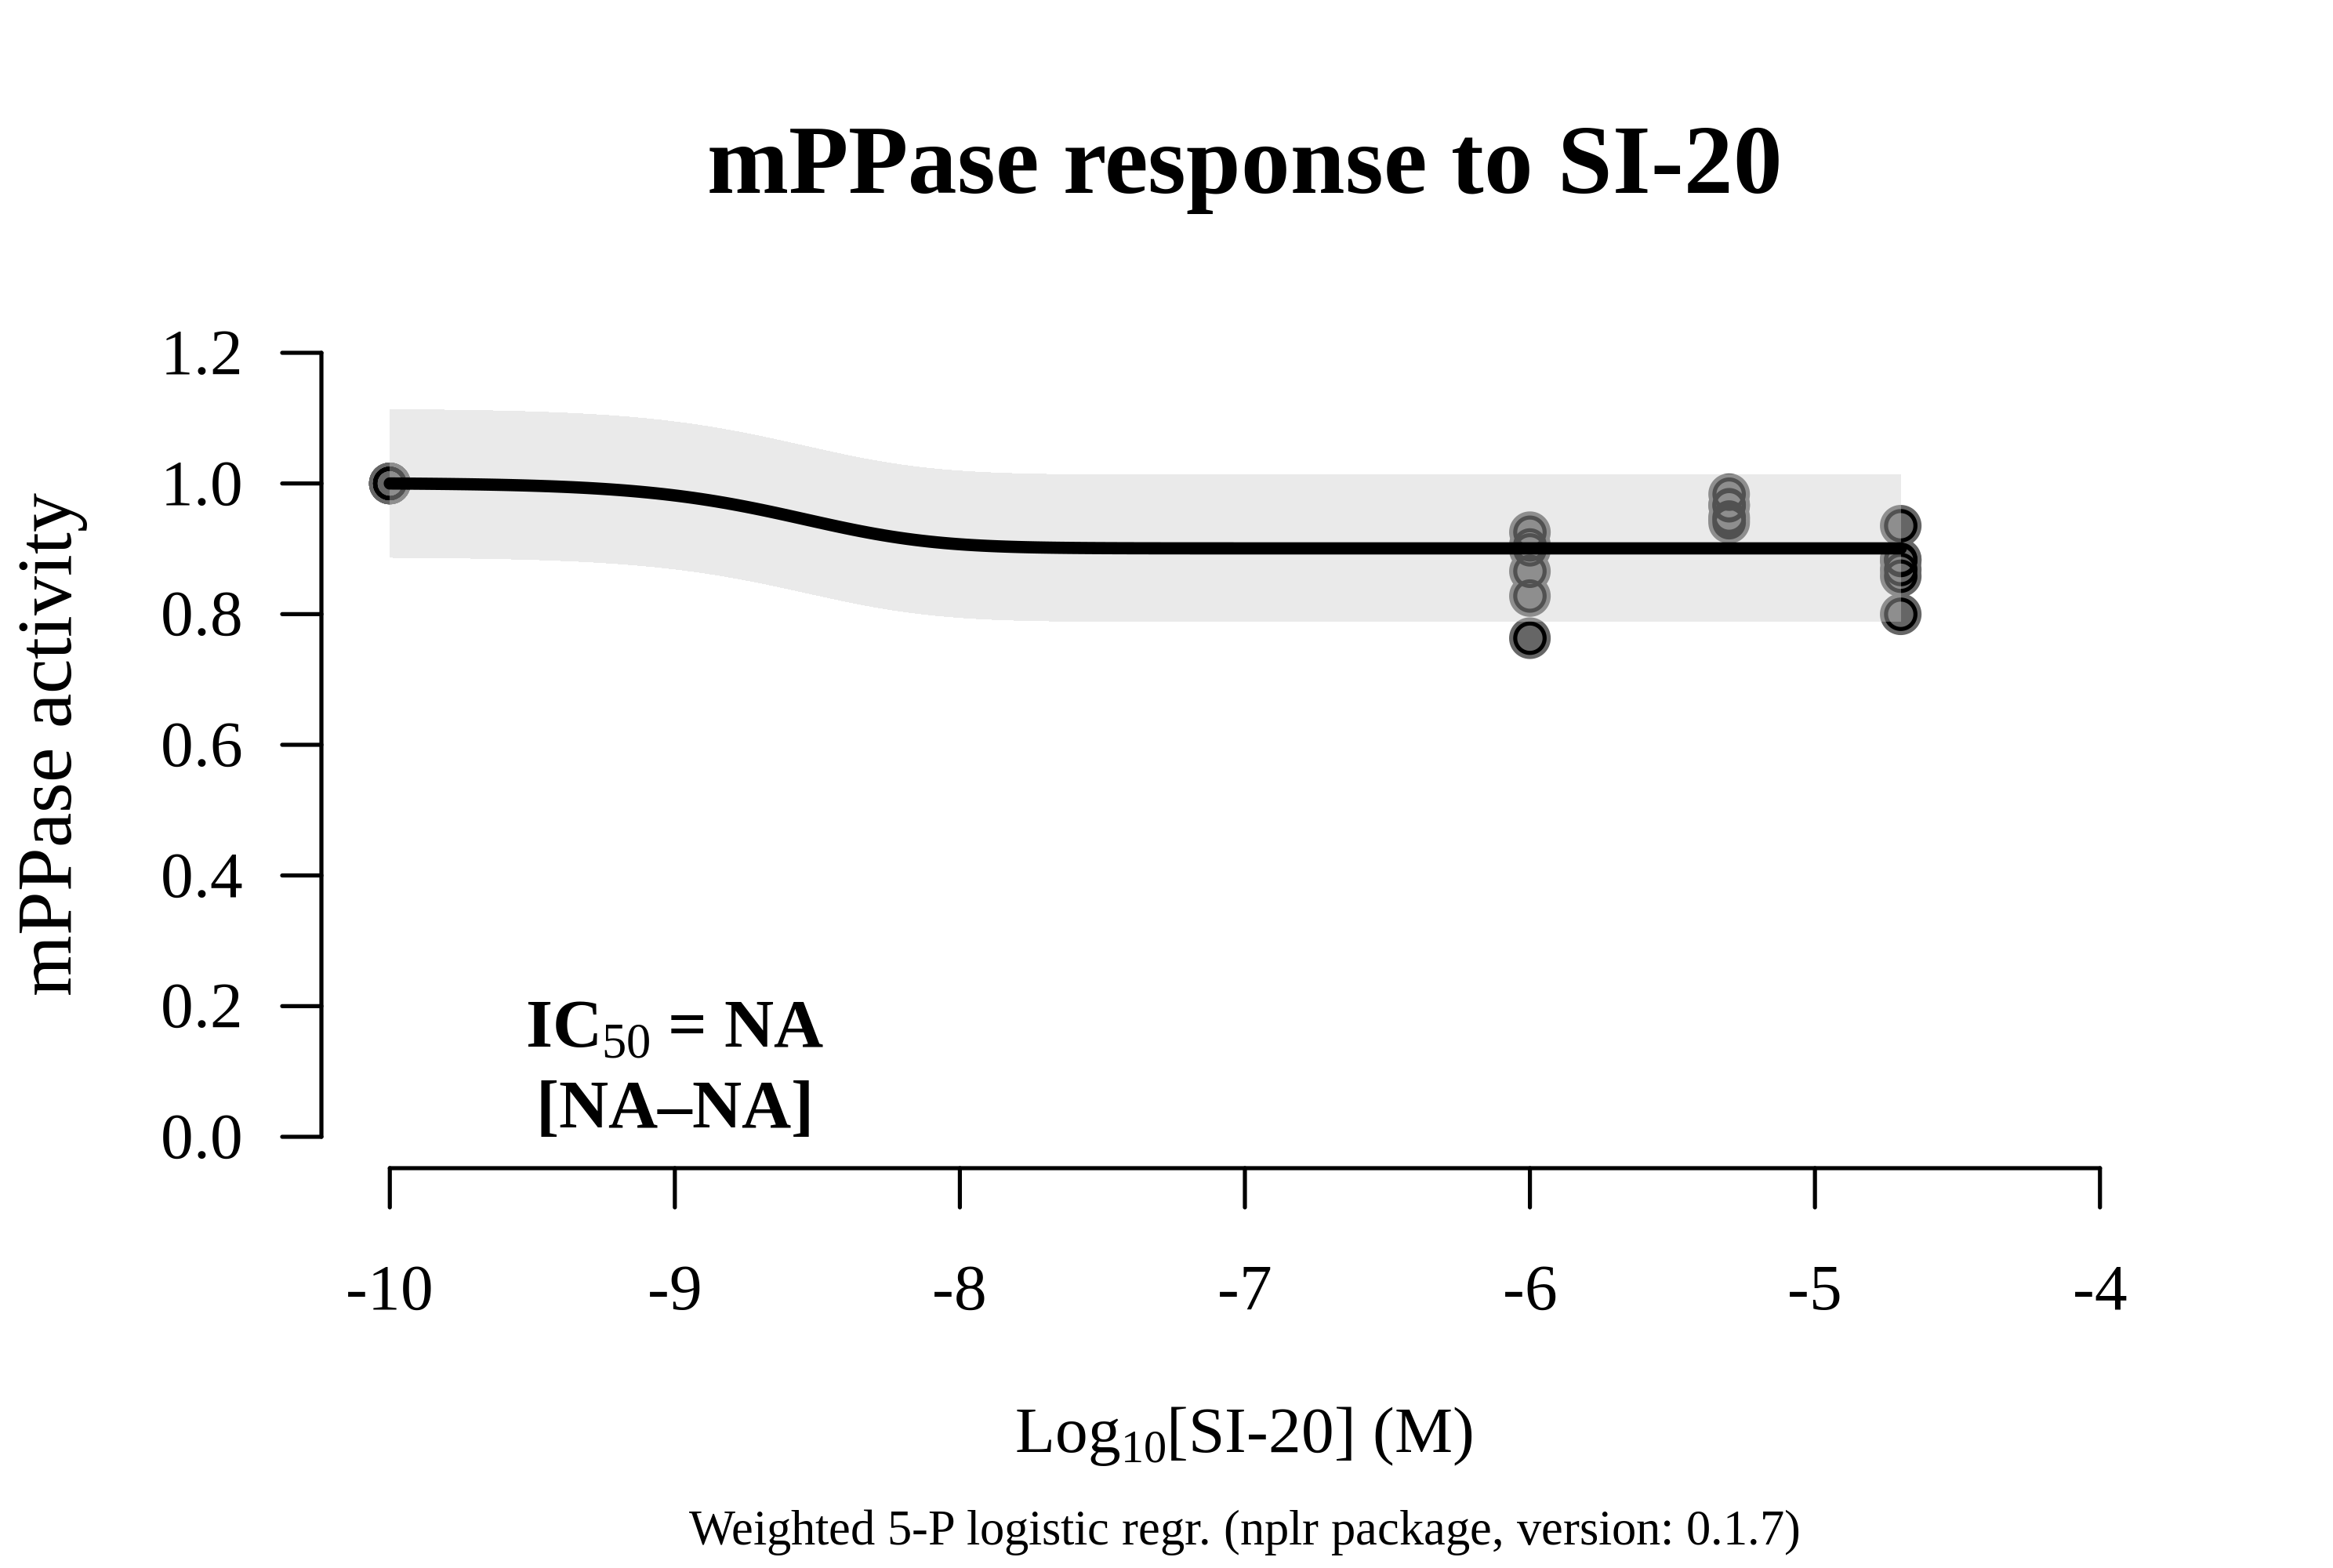 mPPase response to SI-20
mPPase activity
1.2
1.0
0.8
0.6
0.4
0.2
0.0
IC50 = NA
[NA–NA]
-10 -9 -8 -7 -6 -5 -4
Log10[SI-20] (M)
Weighted 5-P logistic regr. (nplr package, version: 0.1.7)